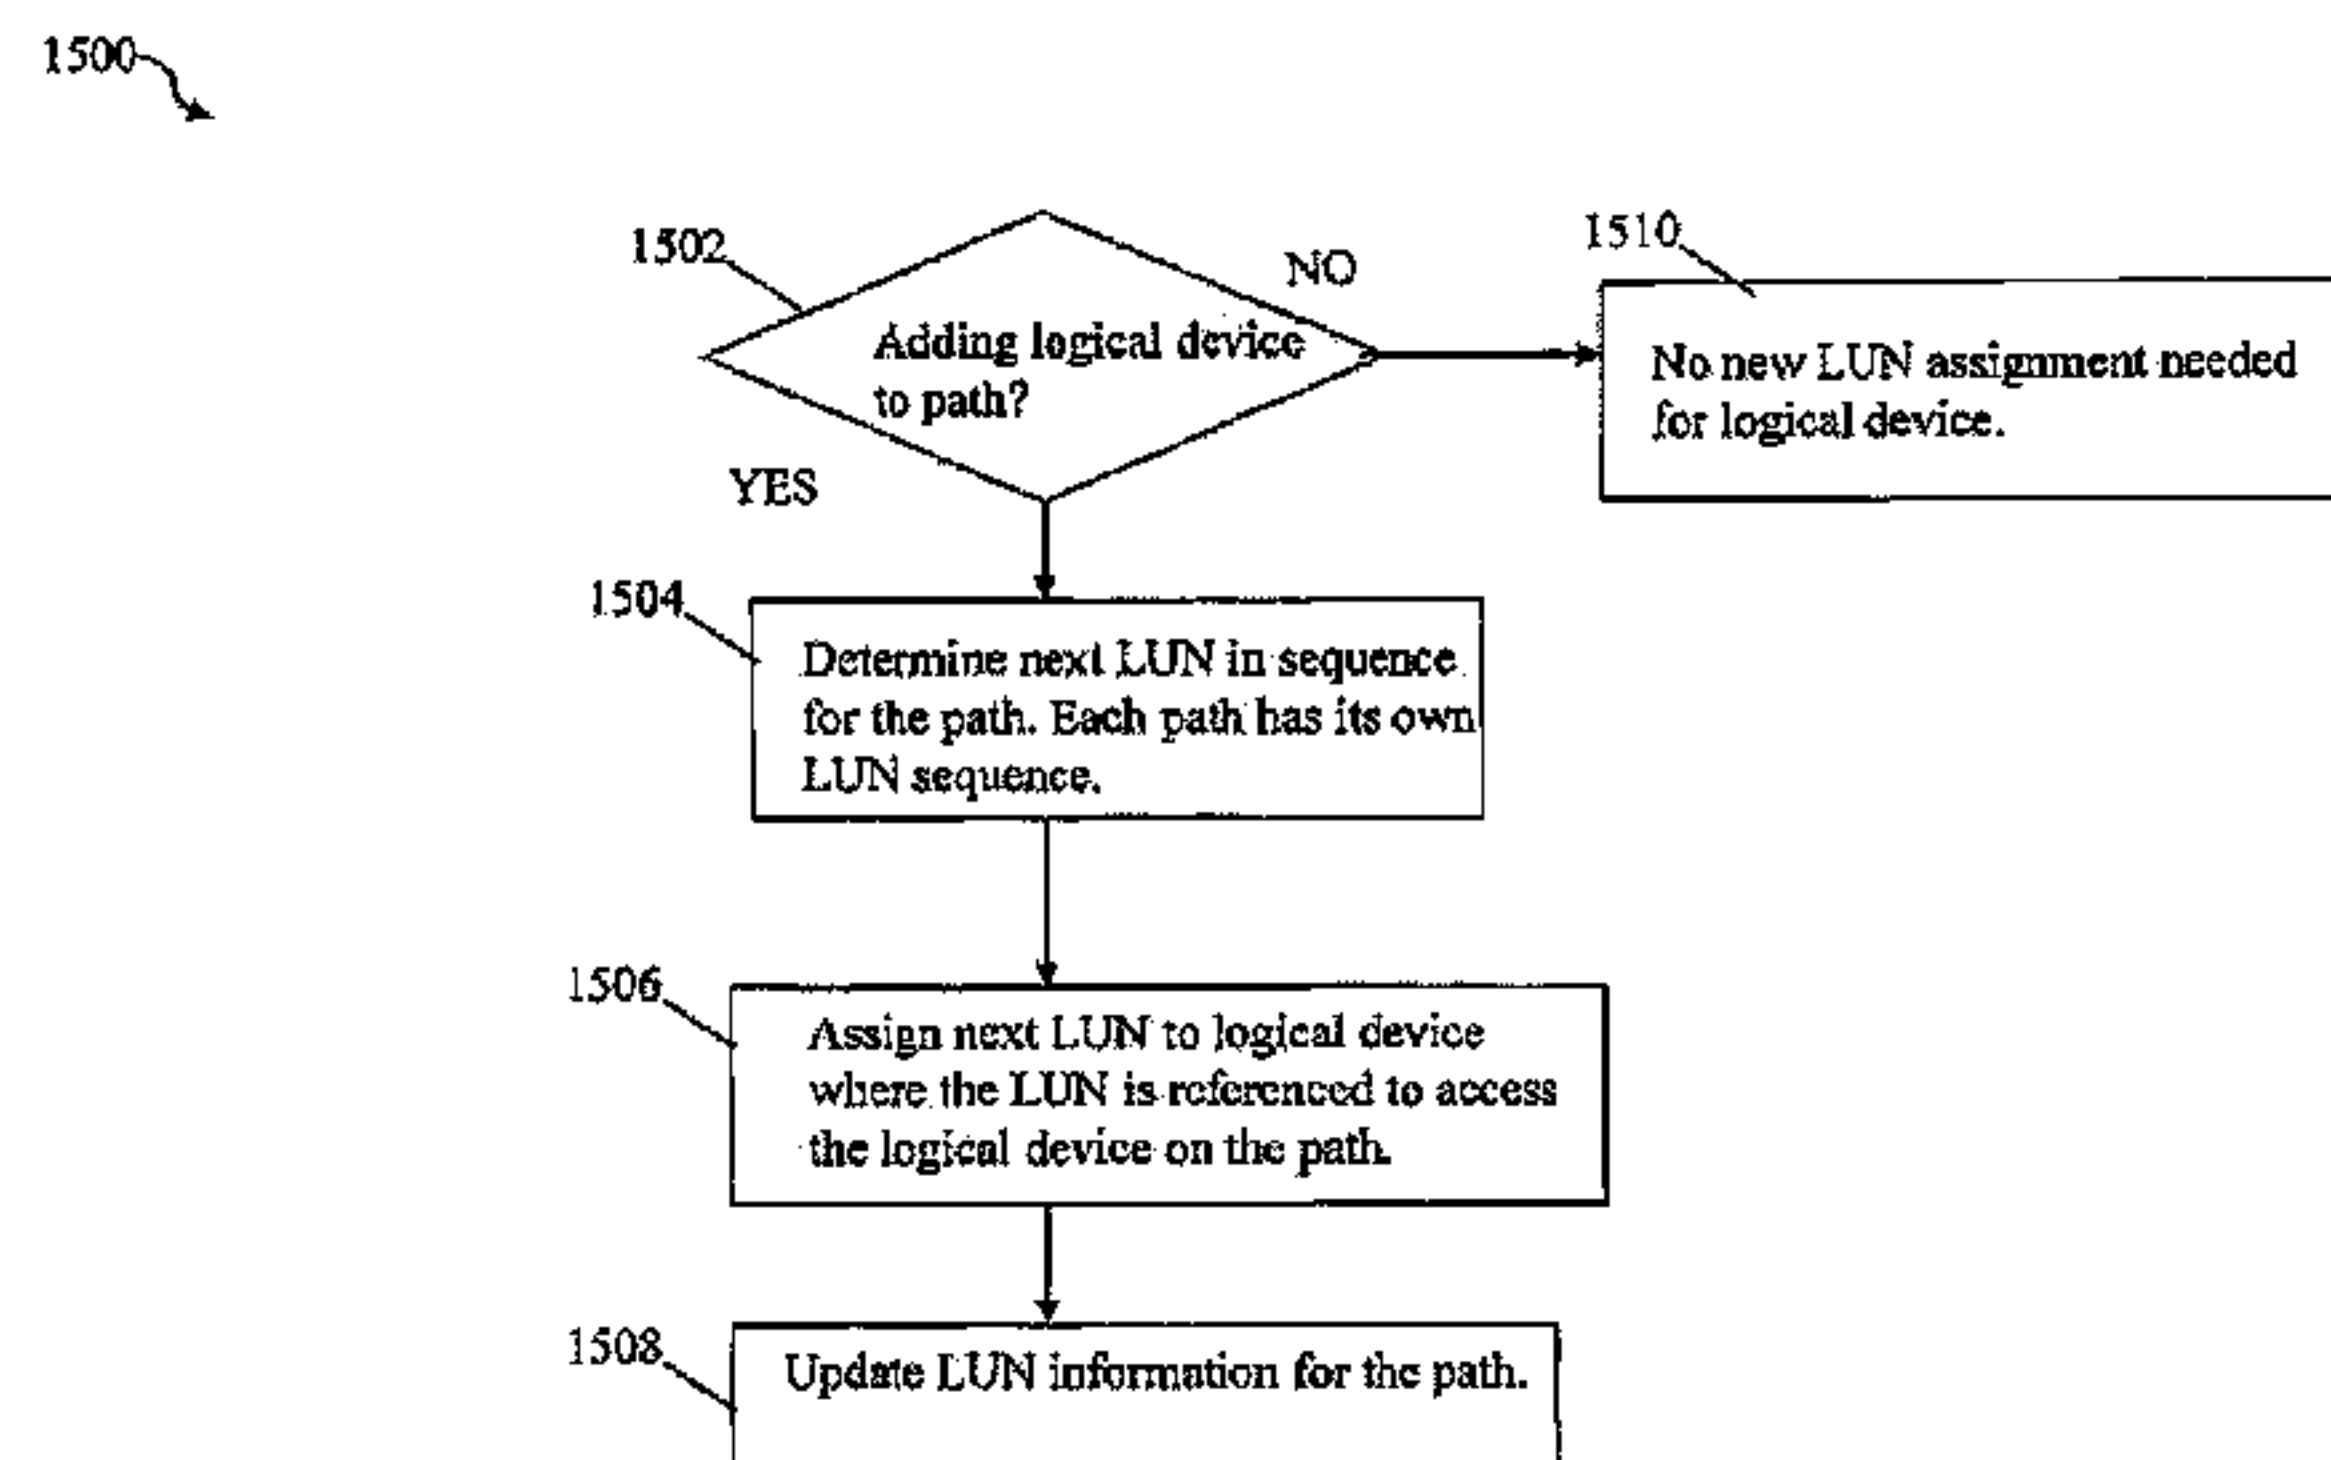 1500
1502
NO
1510
Adding logical device
to path?
No new LUN assignment needed
for logical device.
YES
1504
Determine next LUN in sequence
for the path. Each path has its own
LUN sequence.
1506
Assign next LUN to logical device
where the LUN is referenced to access
the logical device on the path.
1508
Update LUN information for the path.